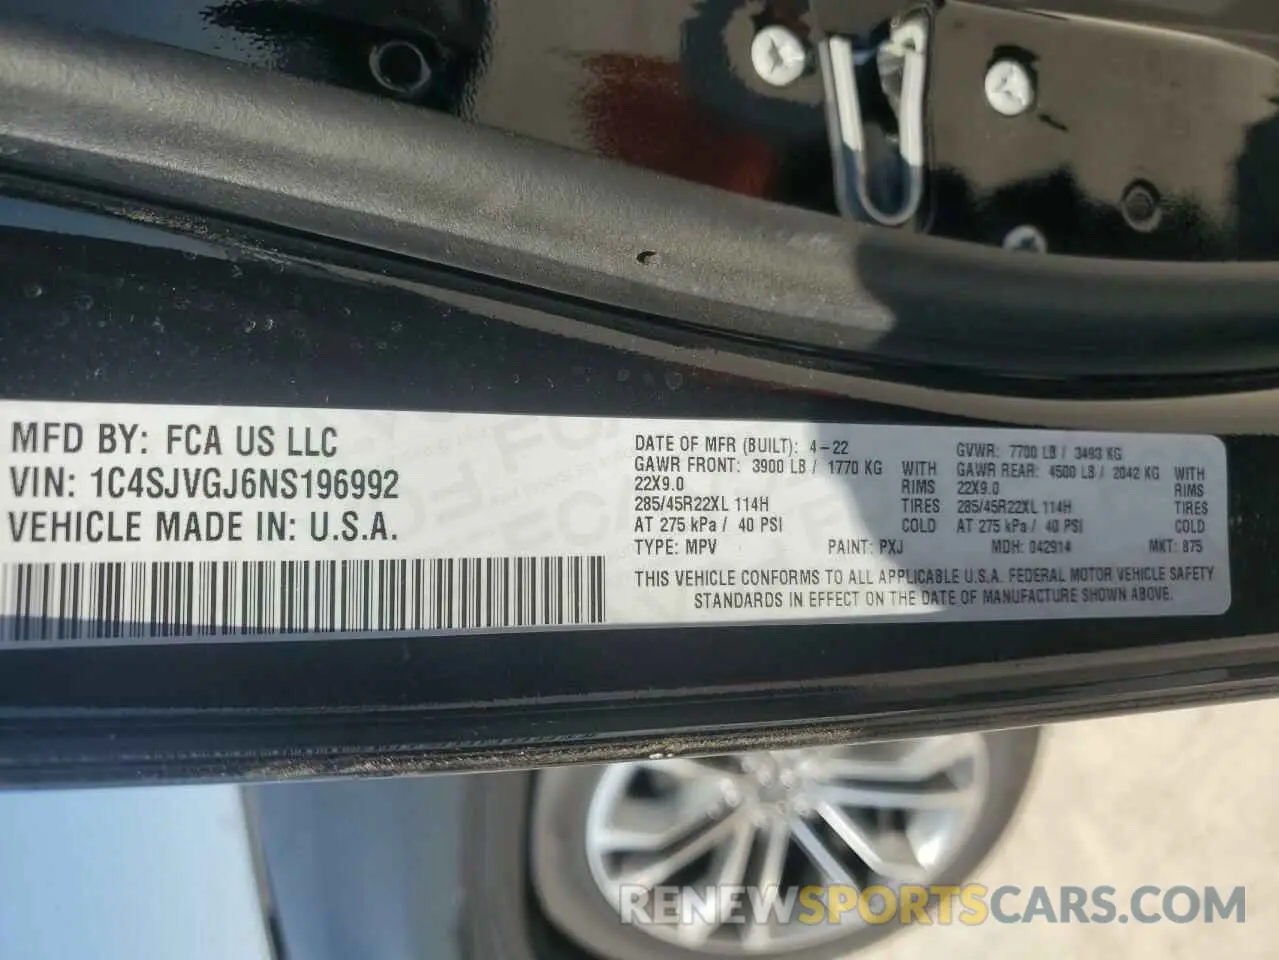 MFD BY: FCA US LLC
VIN: 1C4SJVGJ6NS196992
VEHICLE MADE IN: U.S.A.
DATE OF MFR (BUILT): 4-22
GAWR FRONT: 3900 LB / 1770 KG WITH
22X9.0 RIMS
285/45R22XL 114H TIRES
AT 275 kPa / 40 PSI COLD
GVWR: 7700 LB / 3493 KG
GAWR REAR: 4500 LB / 2042 KG WITH
22X9.0 RIMS
285/45R22XL 114H TIRES
AT 275 kPa / 40 PSI COLD
TYPE: MPV PAINT: PXJ MDH: 042914 MKT: 875
THIS VEHICLE CONFORMS TO ALL APPLICABLE U.S.A. FEDERAL MOTOR VEHICLE SAFETY
STANDARDS IN EFFECT ON THE DATE OF MANUFACTURE SHOWN ABOVE.
RENEWSPORTSCARS.COM